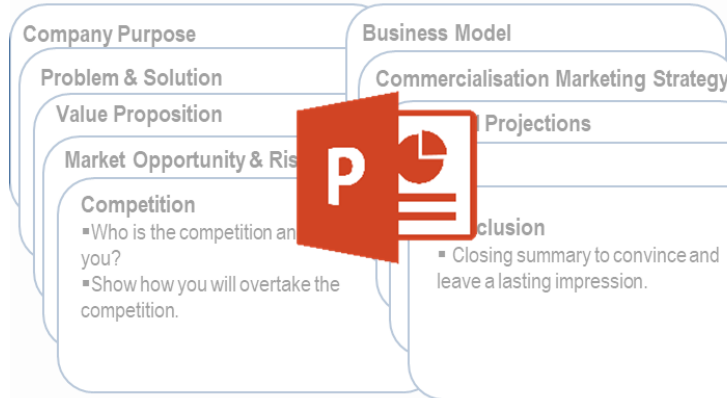 Company Purpose
Problem & Solution
Value Proposition
Market Opportunity & Ris
Competition
▪Who is the competition an
you?
▪Show how you will overtake the
competition.
Business Model
Commercialisation Marketing Strategy
Projections
clusion
▪ Closing summary to convince and
leave a lasting impression.
P